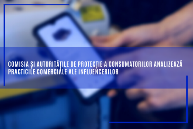 COMISIA ȘI AUTORITĂȚILE DE PROTECȚIE A CONSUMATORILOR ANALIZEAZĂ
PRACTICILE COMERCIALE ALE INFLUENCERILOR